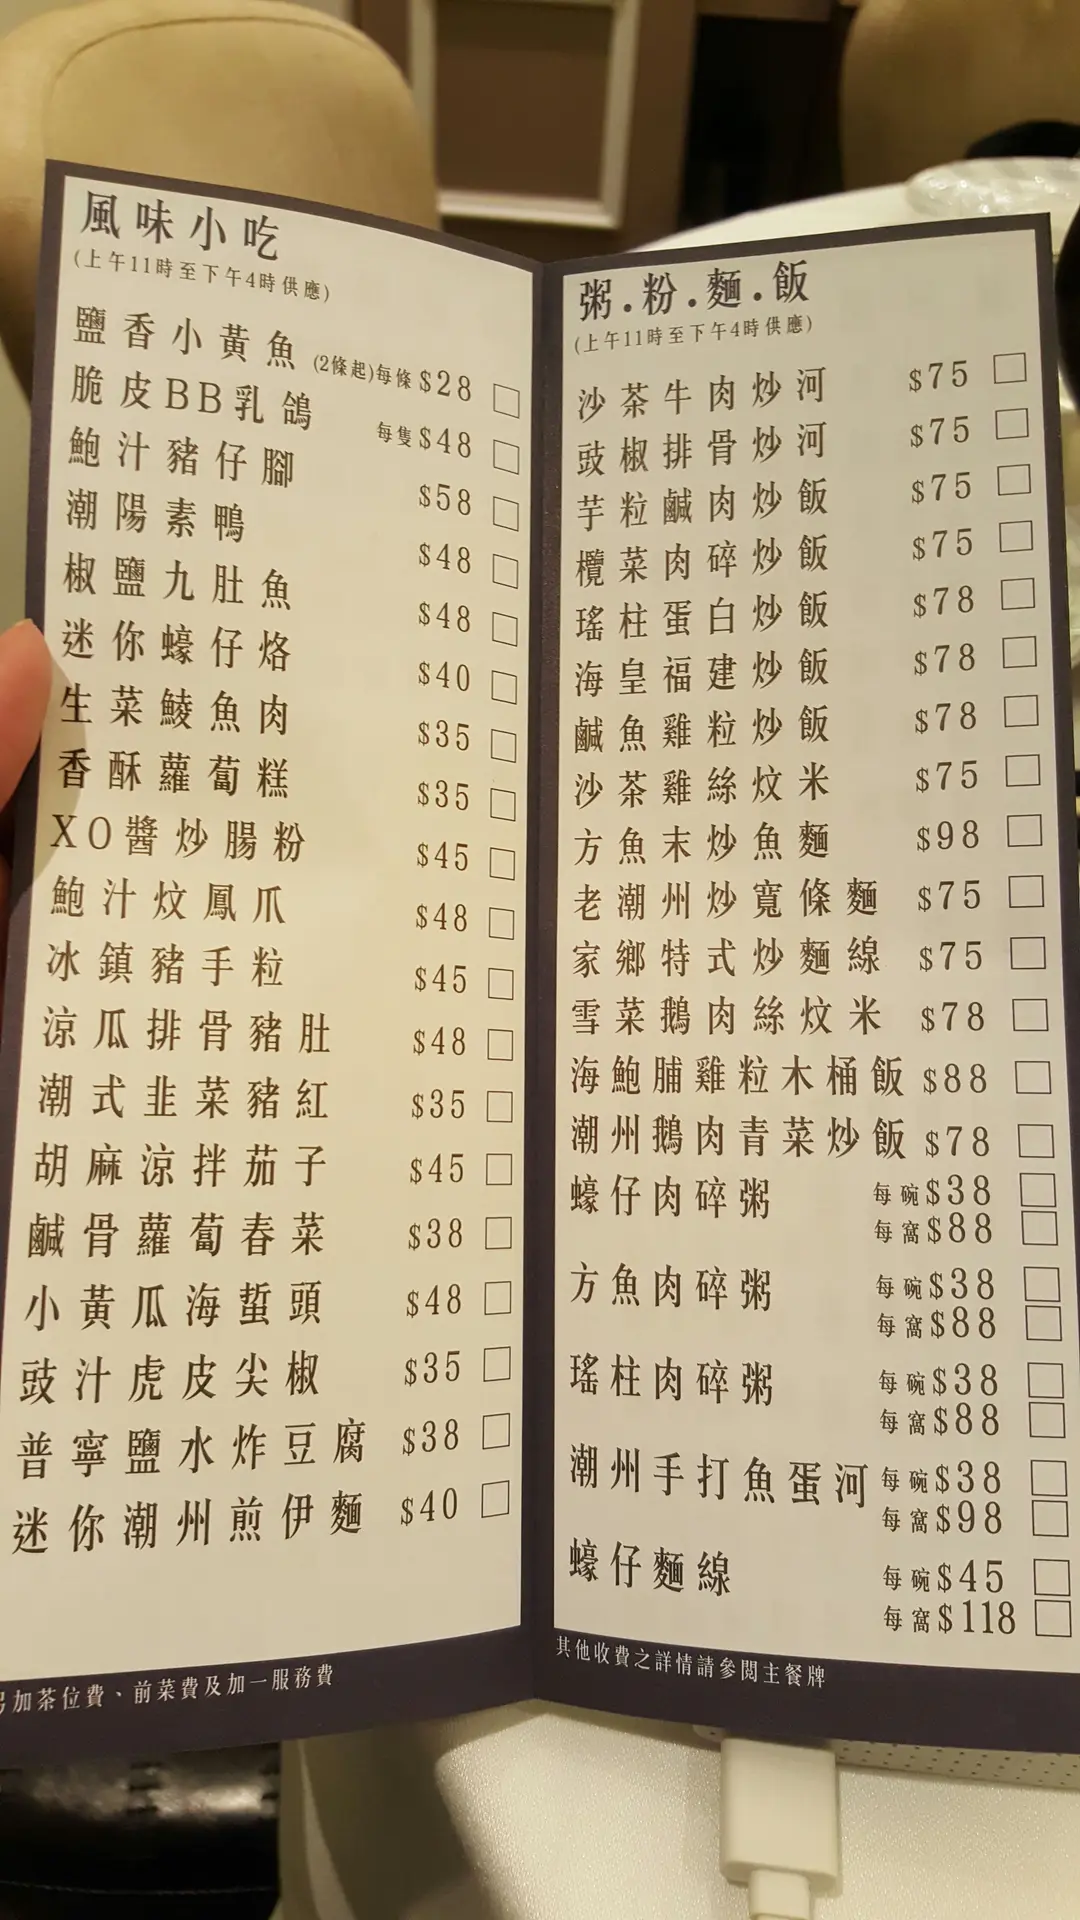 風味小吃
(上午11時至下午4時供應)
鹽香小黃魚 (2條起)每條 $28
脆皮BB乳鴿 每隻 $48
鮑汁豬仔腳 $58
潮陽素鴨 $48
椒鹽九肚魚 $48
迷你蠔仔烙 $40
生菜鯪魚肉 $35
香酥蘿蔔糕 $35
XO醬炒腸粉 $45
鮑汁炆鳳爪 $48
冰鎮豬手粒 $45
涼瓜排骨豬肚 $48
潮式韭菜豬紅 $35
胡麻涼拌茄子 $45
鹹骨蘿蔔春菜 $38
小黃瓜海蜇頭 $48
豉汁虎皮尖椒 $35
普寧鹽水炸豆腐 $38
迷你潮州煎伊麵 $40
加茶位費、前菜費及加一服務費
粥.粉.麵.飯
(上午11時至下午4時供應)
沙茶牛肉炒河 $75
豉椒排骨炒河 $75
芋粒鹹肉炒飯 $75
欖菜肉碎炒飯 $75
瑤柱蛋白炒飯 $78
海皇福建炒飯 $78
鹹魚雞粒炒飯 $78
沙茶雞絲炆米 $75
方魚末炒魚麵 $98
老潮州炒寬條麵 $75
家鄉特式炒麵線 $75
雪菜鵝肉絲炆米 $78
海鮑脯雞粒木桶飯 $88
潮州鵝肉青菜炒飯 $78
蠔仔肉碎粥 每碗 $38
每窩 $88
方魚肉碎粥 每碗 $38
每窩 $88
瑤柱肉碎粥 每碗 $38
每窩 $88
潮州手打魚蛋河 每碗 $38
每窩 $98
蠔仔麵線 每碗 $45
每窩 $118
其他收費之詳情請參閱主餐牌